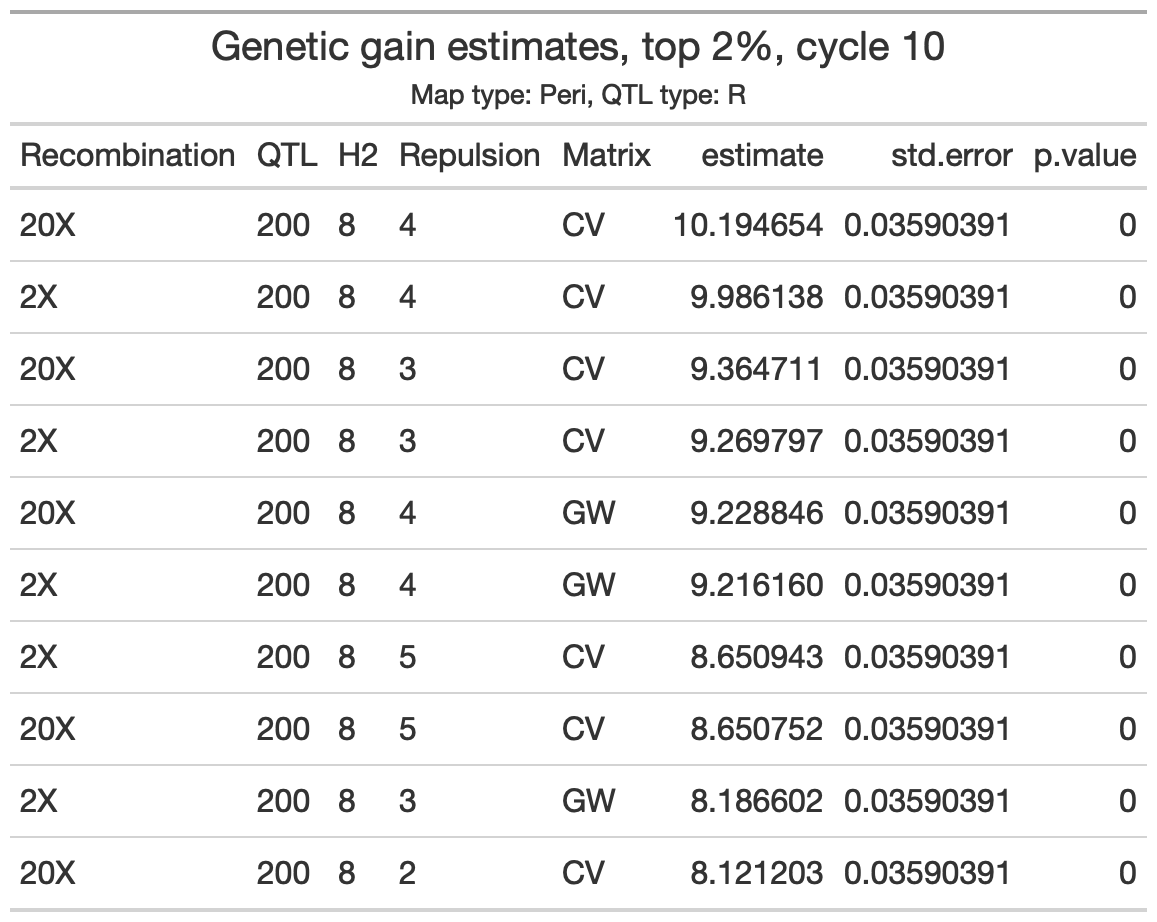 Genetic gain estimates, top 2%, cycle 10
Map type: Peri, QTL type: R
Recombination QTL H2 Repulsion Matrix estimate std.error p.value
20X 200 8 4 CV 10.194654 0.03590391 0
2X 200 8 4 CV 9.986138 0.03590391 0
20X 200 8 3 CV 9.364711 0.03590391 0
2X 200 8 3 CV 9.269797 0.03590391 0
20X 200 8 4 GW 9.228846 0.03590391 0
2X 200 8 4 GW 9.216160 0.03590391 0
2X 200 8 5 CV 8.650943 0.03590391 0
20X 200 8 5 CV 8.650752 0.03590391 0
2X 200 8 3 GW 8.186602 0.03590391 0
20X 200 8 2 CV 8.121203 0.03590391 0